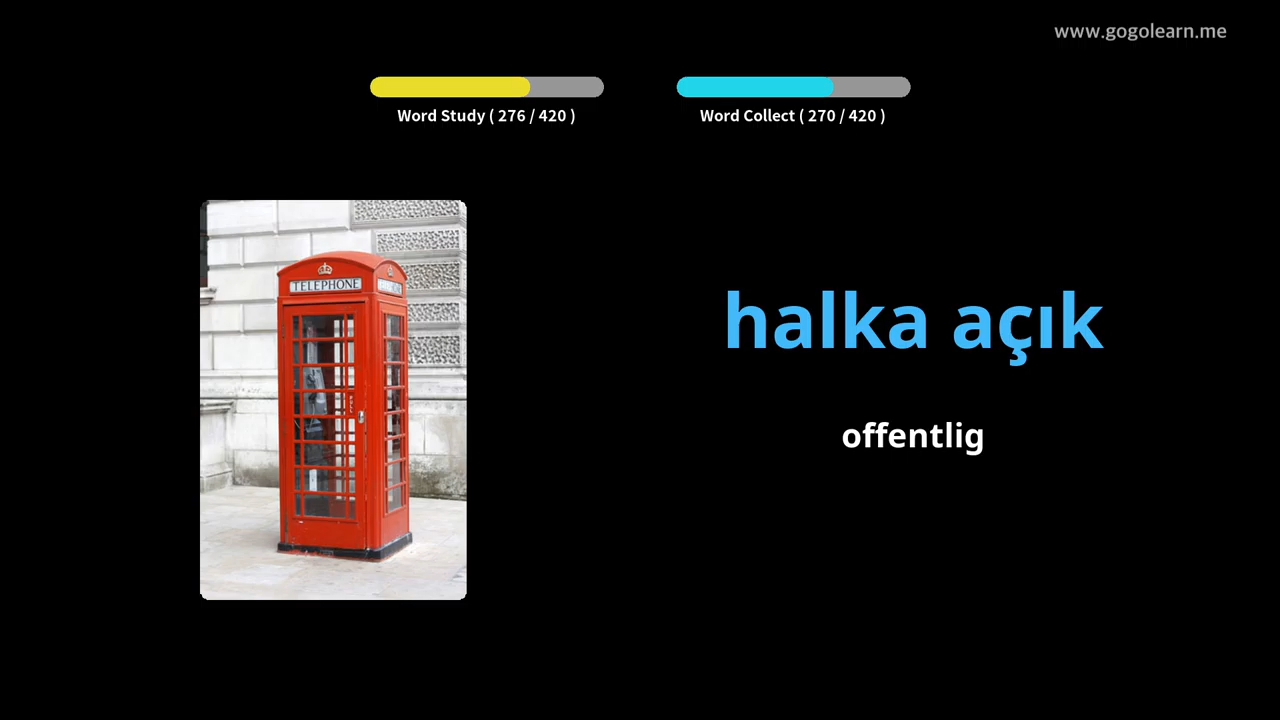 www.gogolearn.me
Word Study ( 276 / 420 )
Word Collect ( 270 / 420 )
TELEPHONE
halka açık
offentlig